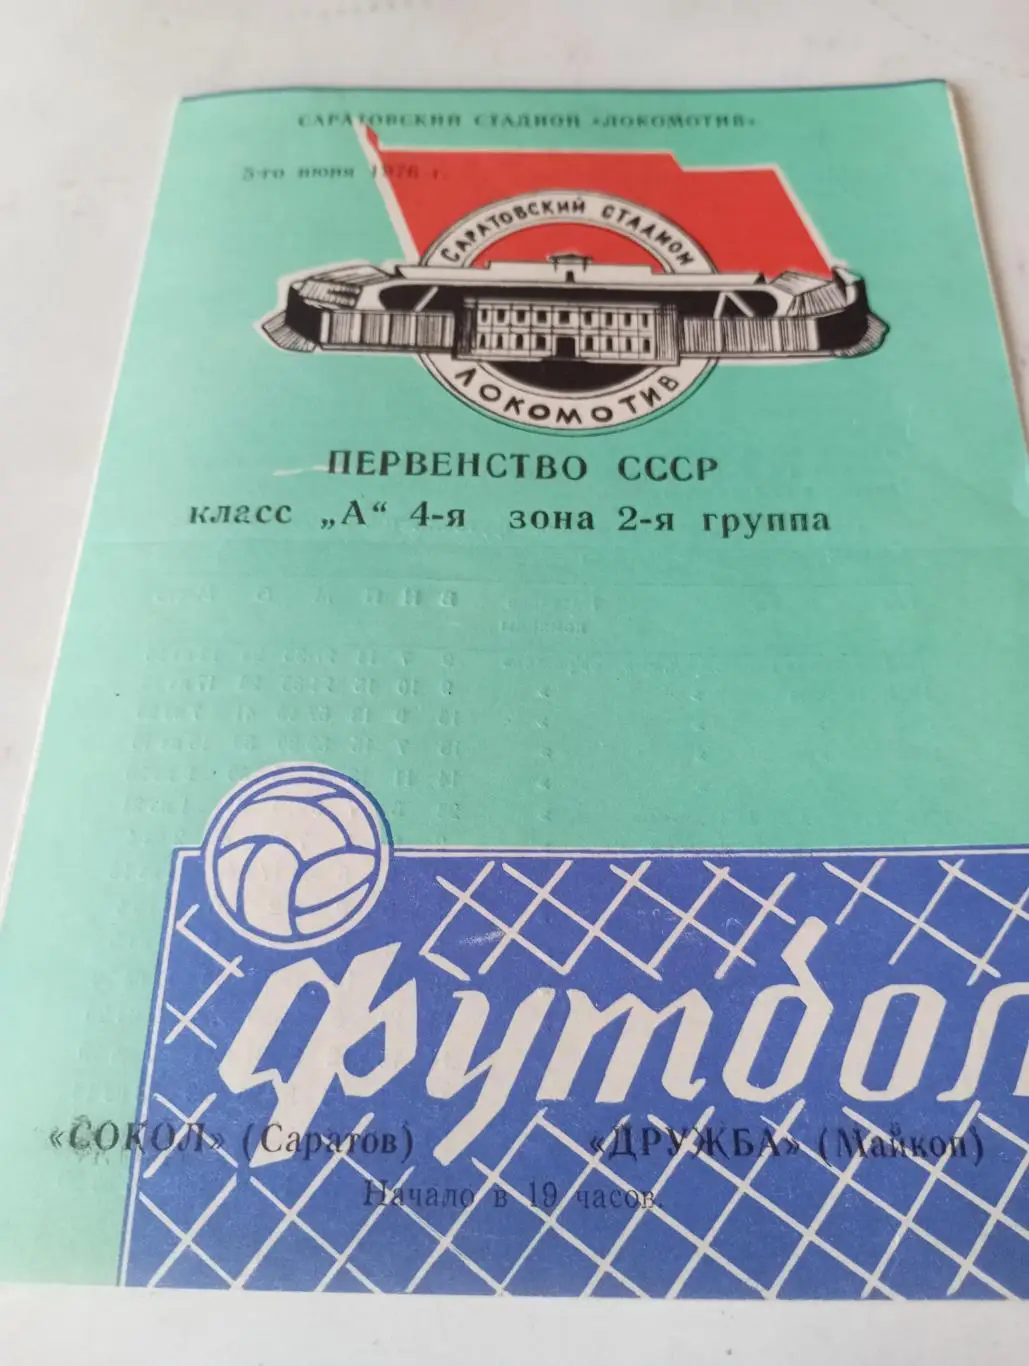 САРАТОВСКИЙ СТАДИОН «ЛОКОМОТИВ»
5-го июня 1976 г.
САРАТОВСКИЙ СТАДИОН
ЛОКОМОТИВ
ПЕРВЕНСТВО СССР
класс „А“ 4-я зона 2-я группа
Футбол
«СОКОЛ» (Саратов) «ДРУЖБА» (Майкоп)
Начало в 19 часов.